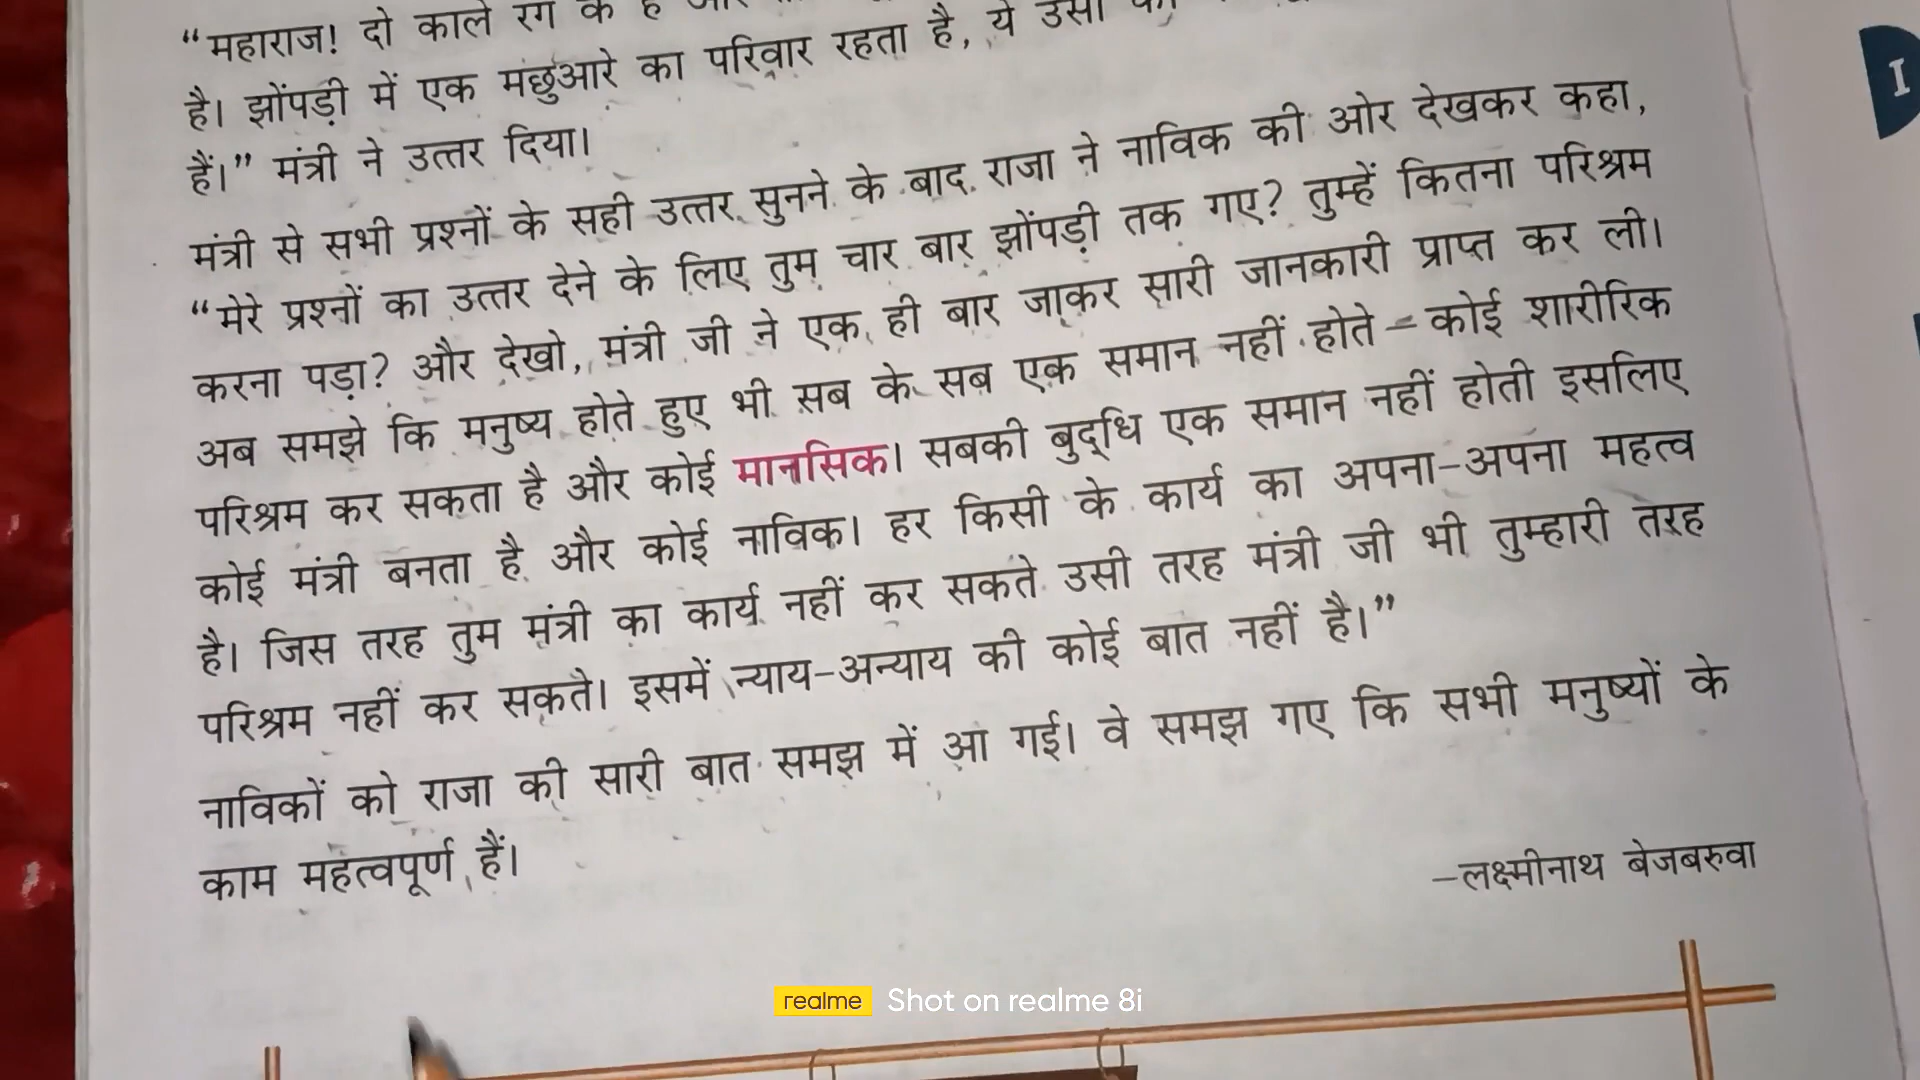 “महाराज! दो काले रंग के
है। झोंपड़ी में एक मछुआरे का परिवार रहता है, ये उसी
हैं।” मंत्री ने उत्तर दिया।
मंत्री से सभी प्रश्नों के सही उत्तर सुनने के बाद राजा ने नाविक की ओर देखकर कहा,
“मेरे प्रश्नों का उत्तर देने के लिए तुम चार बार झोंपड़ी तक गए? तुम्हें कितना परिश्रम
करना पड़ा? और देखो, मंत्री जी ने एक ही बार जाकर सारी जानकारी प्राप्त कर ली।
अब समझे कि मनुष्य होते हुए भी सब के सब एक समान नहीं होते – कोई शारीरिक
परिश्रम कर सकता है और कोई मानसिक। सबकी बुद्धि एक समान नहीं होती इसलिए
कोई मंत्री बनता है और कोई नाविक। हर किसी के कार्य का अपना-अपना महत्व
है। जिस तरह तुम मंत्री का कार्य नहीं कर सकते उसी तरह मंत्री जी भी तुम्हारी तरह
परिश्रम नहीं कर सकते। इसमें न्याय-अन्याय की कोई बात नहीं है।”
नाविकों को राजा की सारी बात समझ में आ गई। वे समझ गए कि सभी मनुष्यों के
काम महत्वपूर्ण हैं।
–लक्ष्मीनाथ बेजबरुवा
I
realme Shot on realme 8i